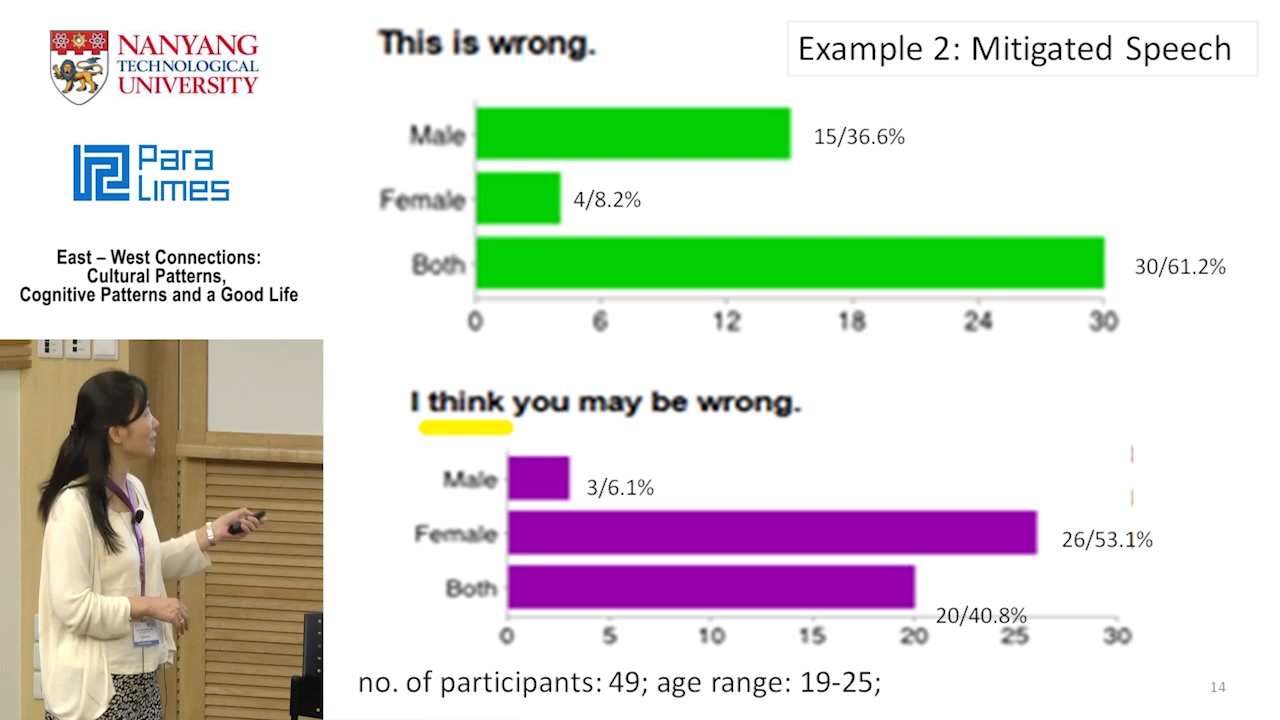 NANYANG
TECHNOLOGICAL
UNIVERSITY
Para
Limes
East – West Connections:
Cultural Patterns,
Cognitive Patterns and a Good Life
This is wrong.
Example 2: Mitigated Speech
Male
15/36.6%
Female
4/8.2%
Both
30/61.2%
0 6 12 18 24 30
I think you may be wrong.
Male
3/6.1%
Female
26/53.1%
Both
20/40.8%
0 5 10 15 20 25 30
no. of participants: 49; age range: 19-25;
14